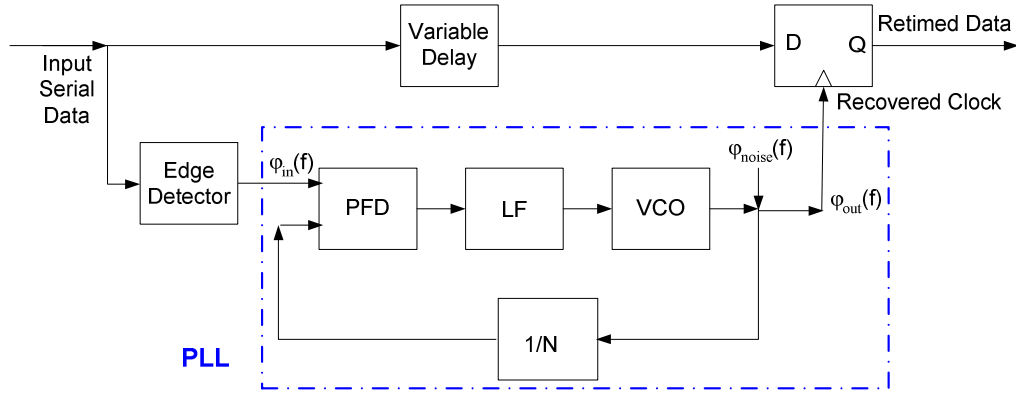 Input
Serial
Data
Variable
Delay
D
Q
Retimed Data
Recovered Clock
Edge
Detector
φin(f)
PFD
LF
VCO
φnoise(f)
φout(f)
1/N
PLL